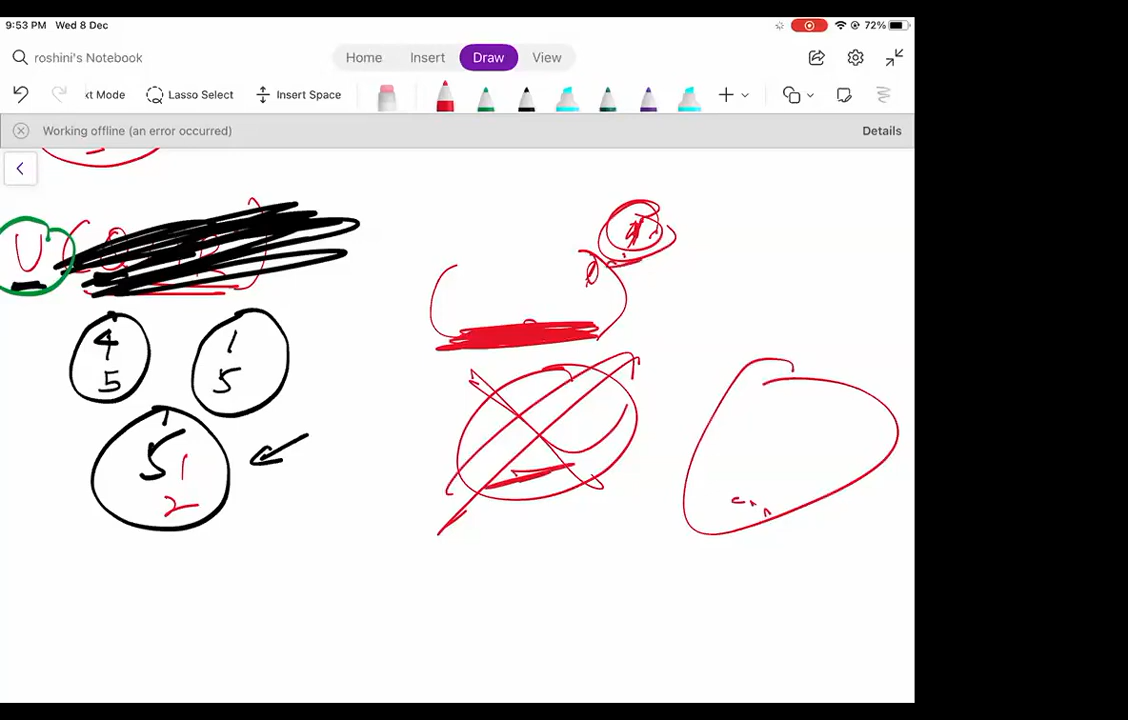 9:53 PM Wed 8 Dec 72%
roshini's Notebook Home Insert Draw View
xt Mode Lasso Select Insert Space
Working offline (an error occurred) Details
U
4 1
5 5
5 1
2